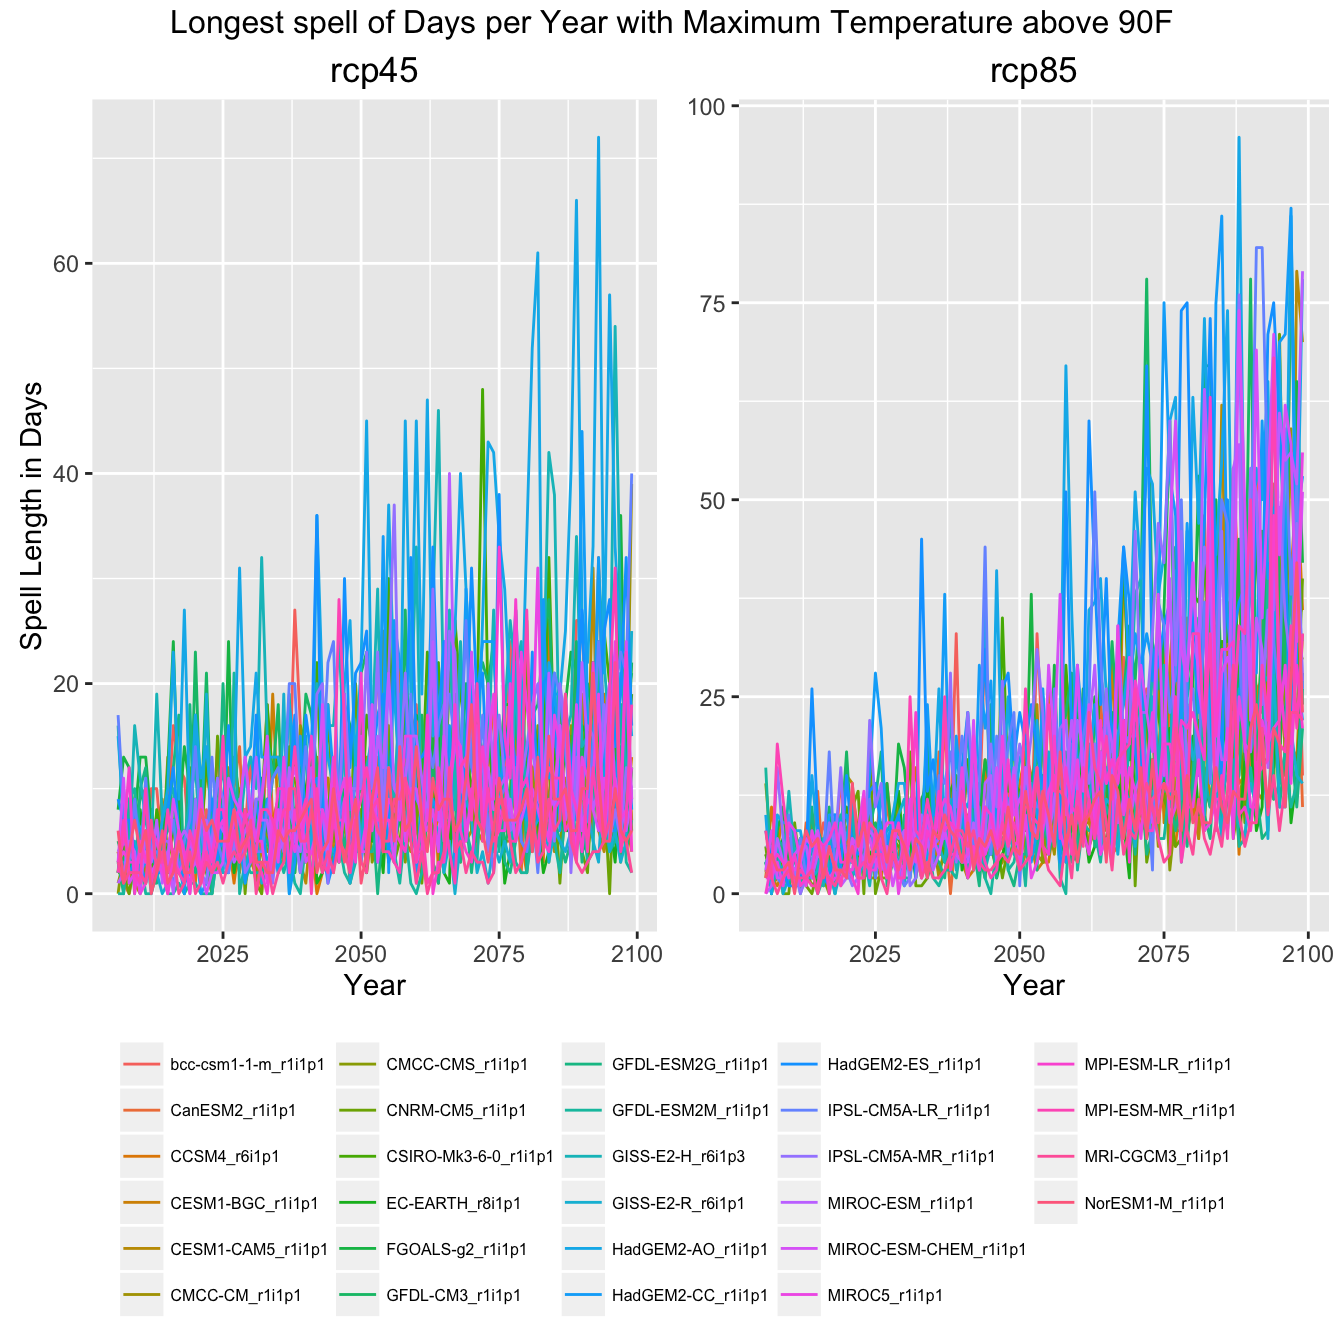 Longest spell of Days per Year with Maximum Temperature above 90F
rcp45
rcp85
Spell Length in Days
60
40
20
0
100
75
50
25
0
2025 2050 2075 2100
2025 2050 2075 2100
Year
Year
bcc-csm1-1-m_r1i1p1 CMCC-CMS_r1i1p1 GFDL-ESM2G_r1i1p1 HadGEM2-ES_r1i1p1 MPI-ESM-LR_r1i1p1
CanESM2_r1i1p1 CNRM-CM5_r1i1p1 GFDL-ESM2M_r1i1p1 IPSL-CM5A-LR_r1i1p1 MPI-ESM-MR_r1i1p1
CCSM4_r6i1p1 CSIRO-Mk3-6-0_r1i1p1 GISS-E2-H_r6i1p3 IPSL-CM5A-MR_r1i1p1 MRI-CGCM3_r1i1p1
CESM1-BGC_r1i1p1 EC-EARTH_r8i1p1 GISS-E2-R_r6i1p1 MIROC-ESM_r1i1p1 NorESM1-M_r1i1p1
CESM1-CAM5_r1i1p1 FGOALS-g2_r1i1p1 HadGEM2-AO_r1i1p1 MIROC-ESM-CHEM_r1i1p1
CMCC-CM_r1i1p1 GFDL-CM3_r1i1p1 HadGEM2-CC_r1i1p1 MIROC5_r1i1p1